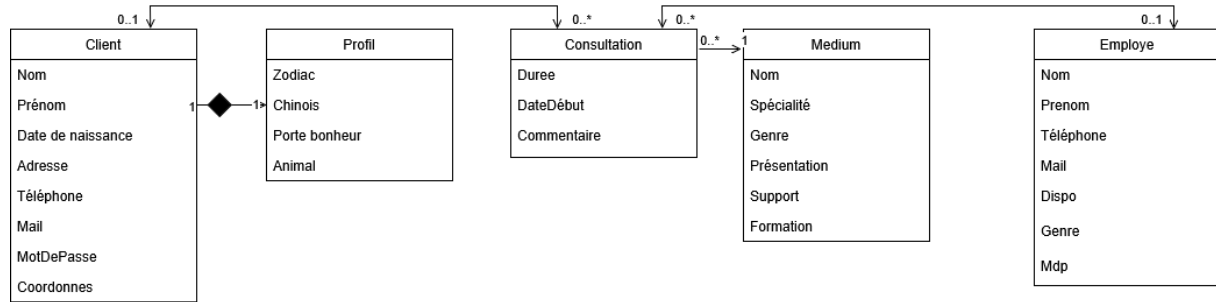 0..1
0..*
0..*
0..1
Client
Nom
Prénom
Date de naissance
Adresse
Téléphone
Mail
MotDePasse
Coordonnes
1
1
Profil
Zodiac
Chinois
Porte bonheur
Animal
Consultation
Duree
DateDébut
Commentaire
0..*
1
Medium
Nom
Spécialité
Genre
Présentation
Support
Formation
Employe
Nom
Prenom
Téléphone
Mail
Dispo
Genre
Mdp